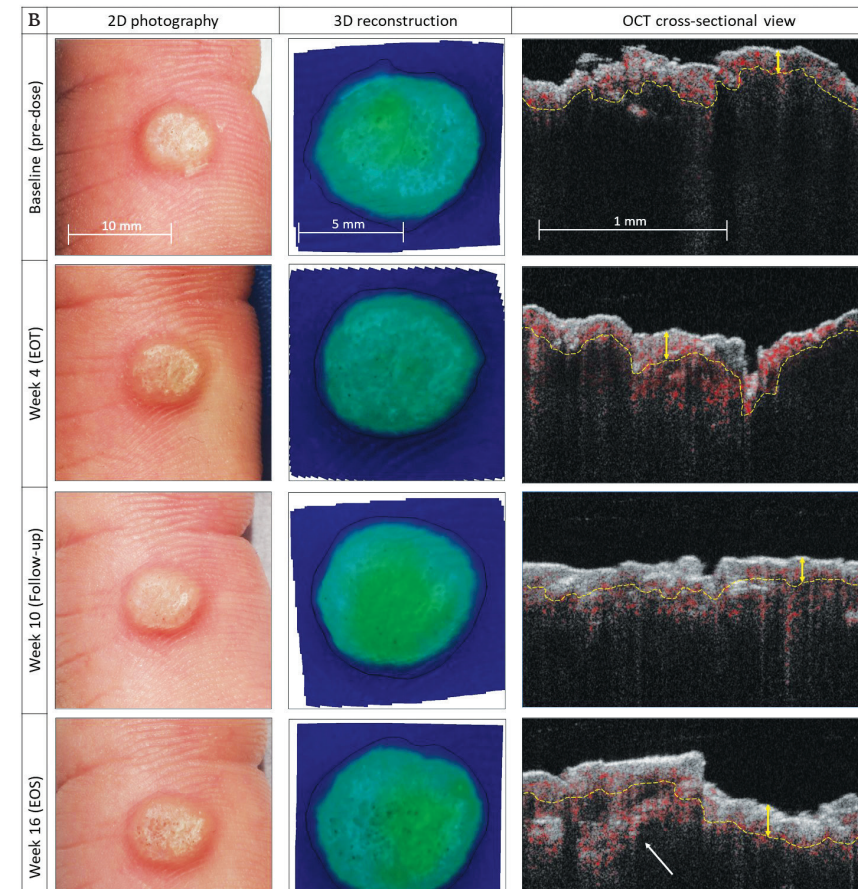 B
2D photography
3D reconstruction
OCT cross-sectional view
Baseline (pre-dose)
10 mm
5 mm
1 mm
Week 4 (EOT)
Week 10 (Follow-up)
Week 16 (EOS)